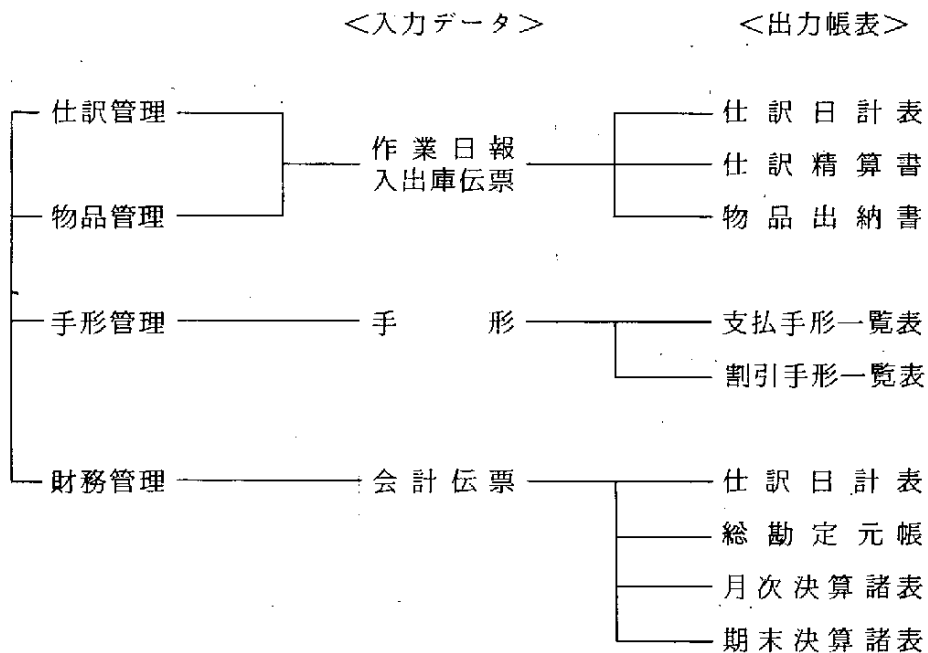 ＜入力データ＞ ＜出力帳表＞
仕訳管理 仕訳日計表
作業日報 仕訳精算書
入出庫伝票
物品管理 物品出納書
手形管理 手形 支払手形一覧表
割引手形一覧表
財務管理 会計伝票 仕訳日計表
総勘定元帳
月次決算諸表
期末決算諸表